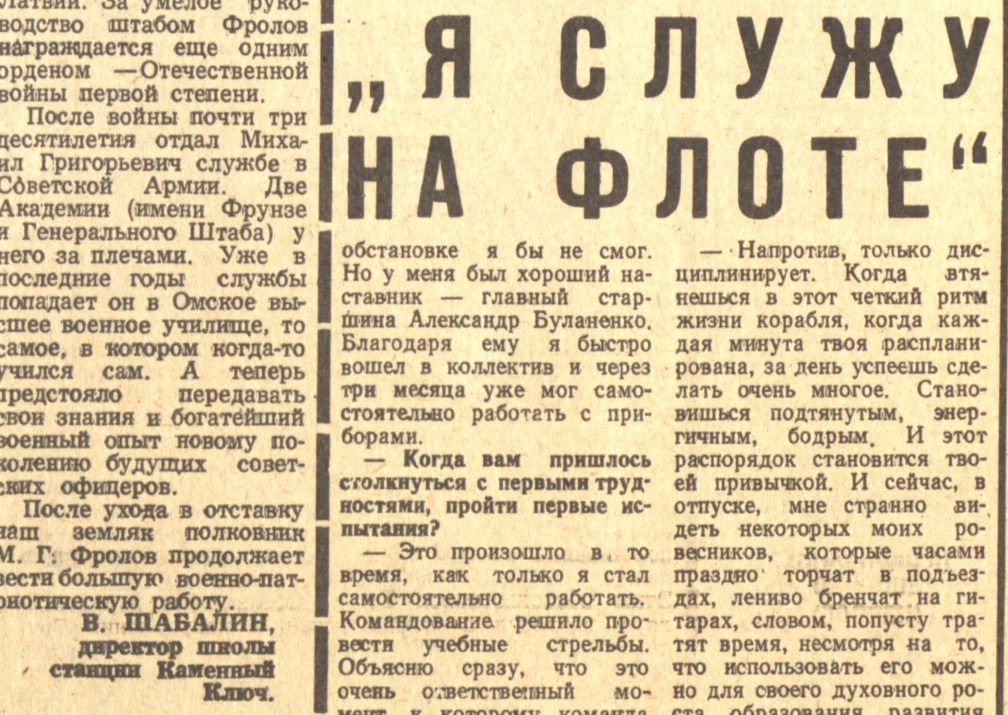 Латвии. За умелое руко-
водство штабом Фролов
награждается еще одним
орденом —Отечественной
войны первой степени.
После войны почти три
десятилетия отдал Миха-
ил Григорьевич службе в
Советской Армии. Две
Академии (имени Фрунзе
и Генерального Штаба) у
него за плечами. Уже в
последние годы службы
попадает он в Омское вы-
сшее военное училище, то
самое, в котором когда-то
учился сам. А теперь
предстояло передавать
свои знания и богатейший
военный опыт новому по-
колению будущих совет-
ских офицеров.
После ухода в отставку
наш земляк полковник
М. Г. Фролов продолжает
вести большую военно-пат-
риотическую работу.
В. ШАБАЛИН,
директор школы
станции Каменный
Ключ.
„Я СЛУЖУ
НА ФЛОТЕ“
обстановке я бы не смог.
Но у меня был хороший на-
ставник — главный стар-
шина Александр Буланенко.
Благодаря ему я быстро
вошел в коллектив и через
три месяца уже мог само-
стоятельно работать с при-
борами.
— Когда вам пришлось
столкнуться с первыми труд-
ностями, пройти первые ис-
пытания?
— Это произошло в то
время, как только я стал
самостоятельно работать.
Командование решило про-
вести учебные стрельбы.
Объясню сразу, что это
очень ответственный мо-
мент, к которому команда
— Напротив, только дис-
циплинирует. Когда втя-
нешься в этот четкий ритм
жизни корабля, когда каж-
дая минута твоя расплани-
рована, за день успеешь сде-
лать очень многое. Стано-
вишься подтянутым, энер-
гичным, бодрым. И этот
распорядок становится тво-
ей привычкой. И сейчас, в
отпуске, мне странно ви-
деть некоторых моих ро-
весников, которые часами
праздно торчат в подъез-
дах, лениво бренчат на ги-
тарах, словом, попусту тра-
тят время, несмотря на то,
что использовать его мож-
но для своего духовного ро-
ста, образования, развития